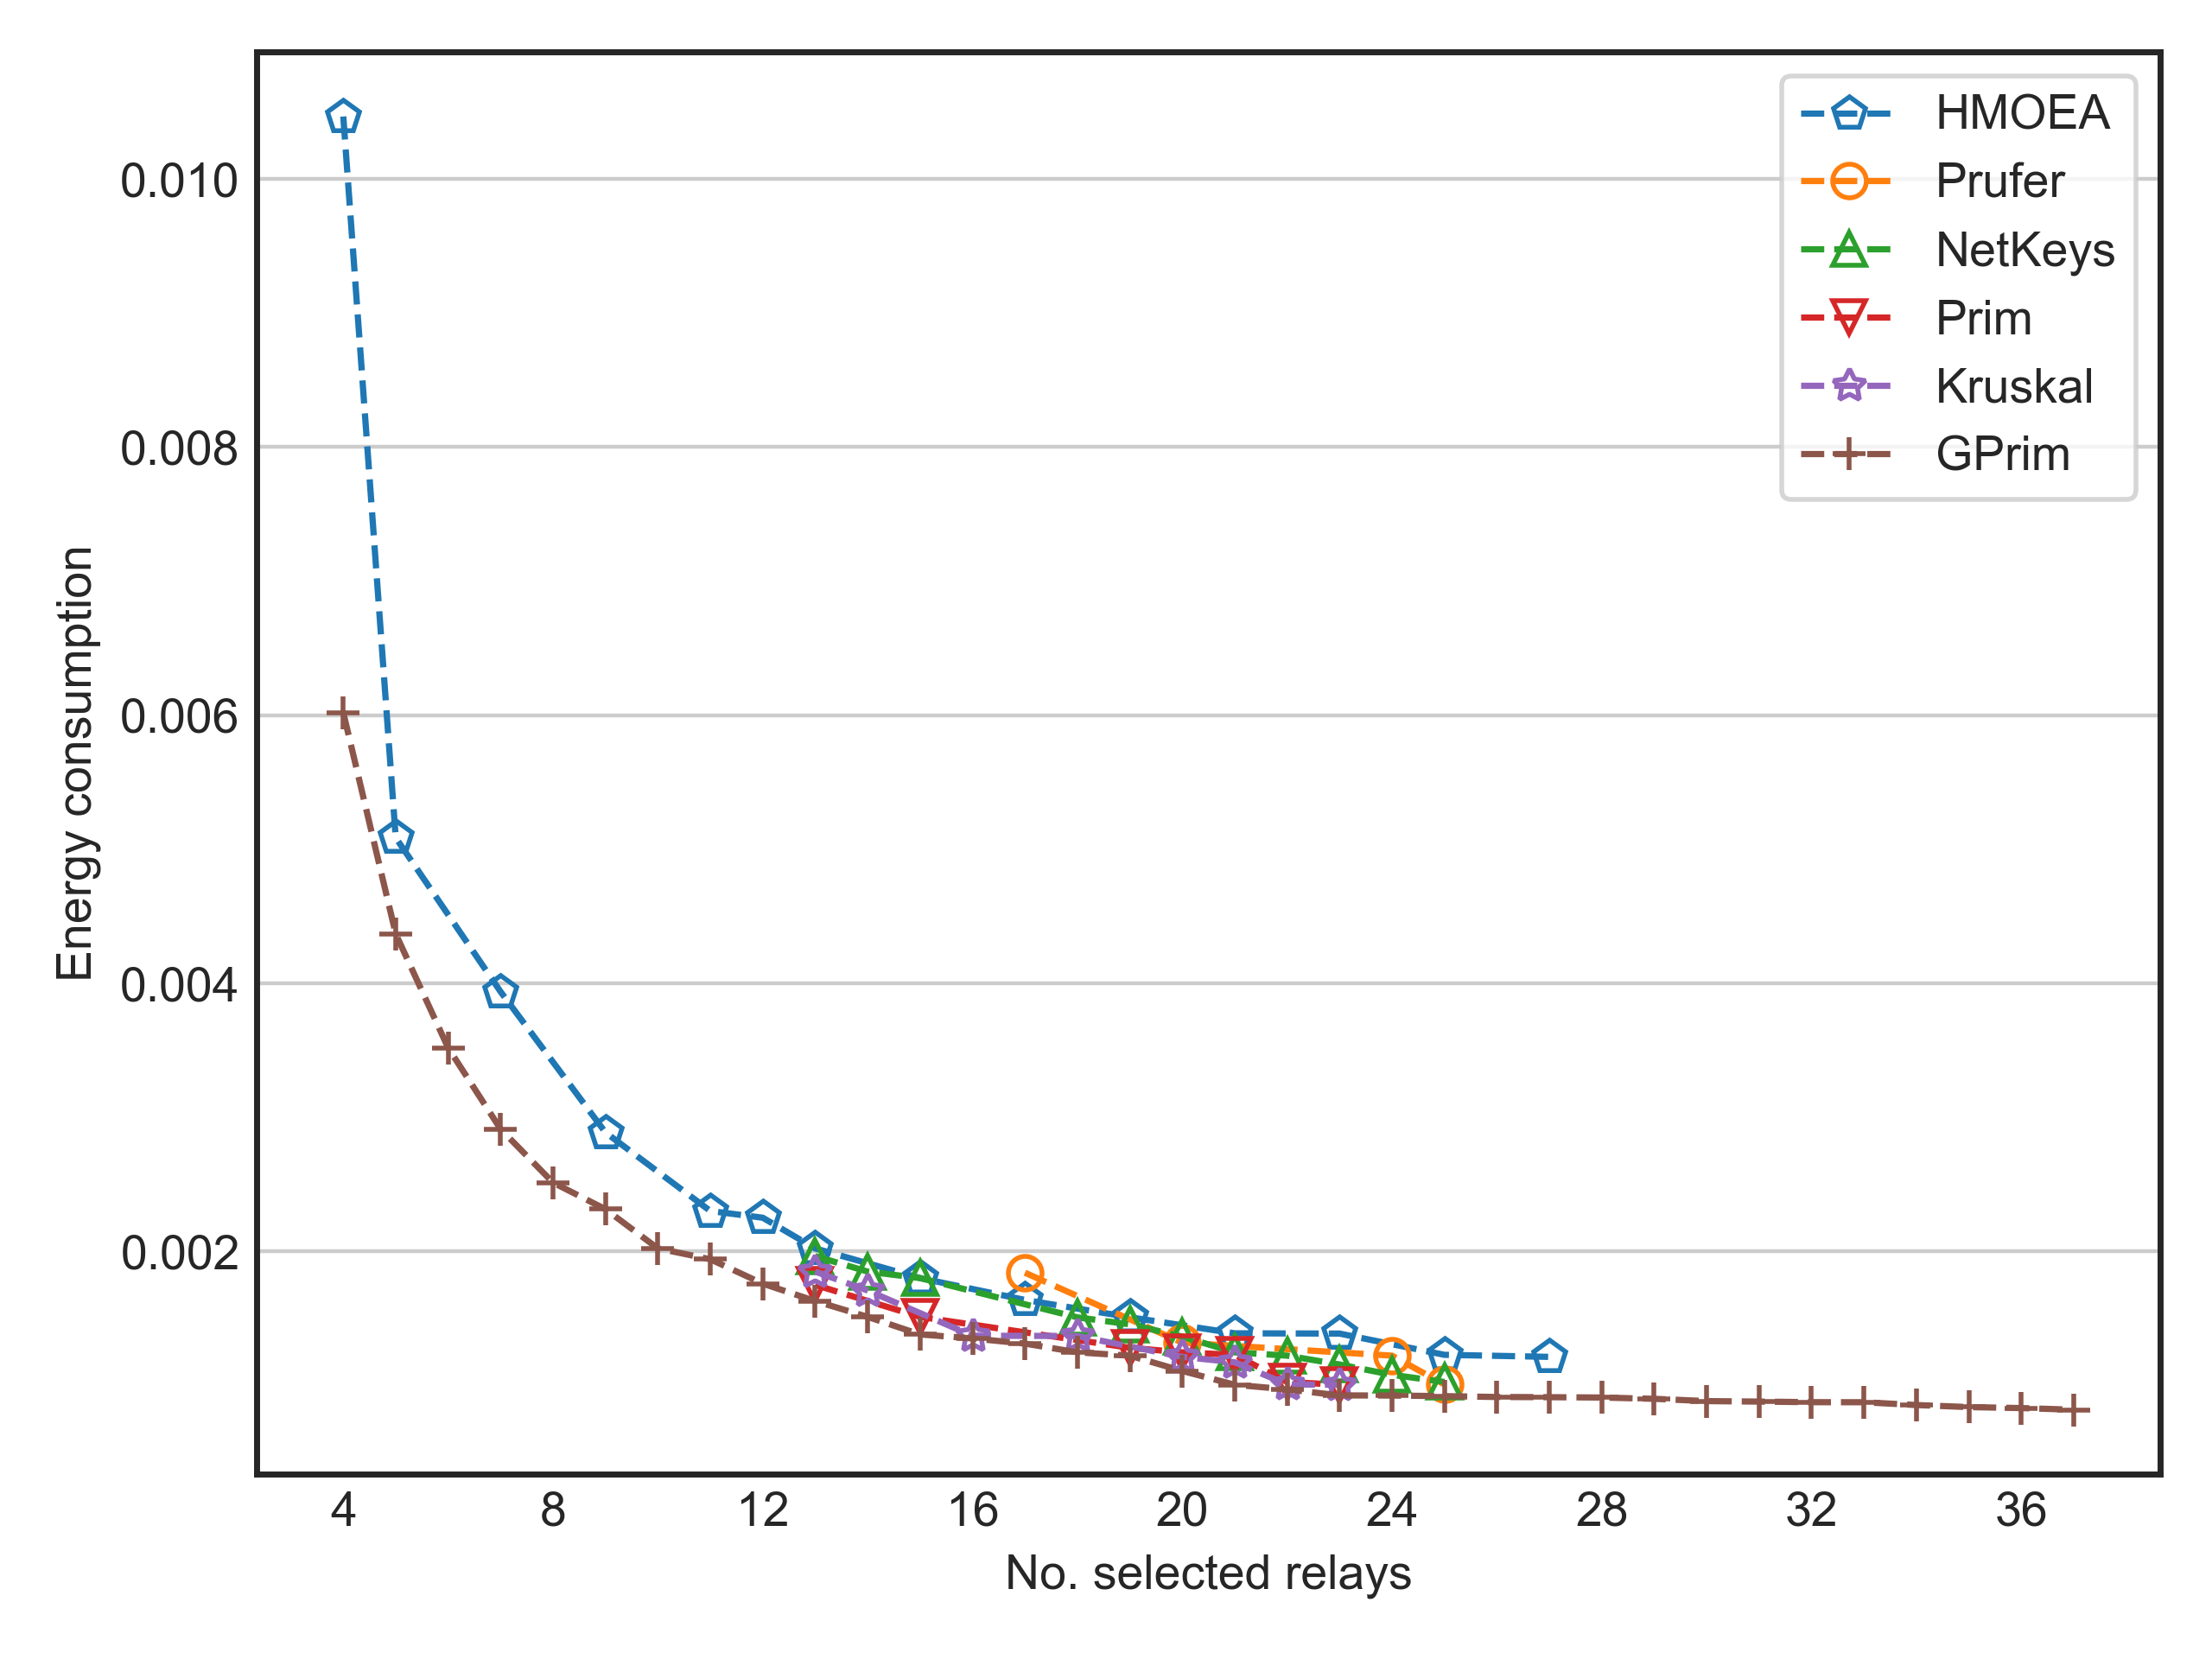 HMOEA
Prufer
NetKeys
Prim
Kruskal
GPrim
0.010
0.008
0.006
0.004
0.002
Energy consumption
4 8 12 16 20 24 28 32 36
No. selected relays